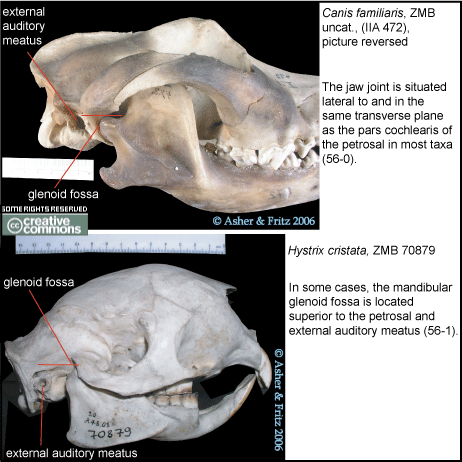 external
auditory
meatus
glenoid fossa
SOME RIGHTS RESERVED
cc creative
commons
© Asher & Fritz 2006
Canis familiaris, ZMB
uncat., (IIA 472),
picture reversed
The jaw joint is situated
lateral to and in the
same transverse plane
as the pars cochlearis of
the petrosal in most taxa
(56-0).
glenoid fossa
external auditory meatus
70879
© Asher & Fritz 2006
Hystrix cristata, ZMB 70879
In some cases, the mandibular
glenoid fossa is located
superior to the petrosal and
external auditory meatus (56-1).